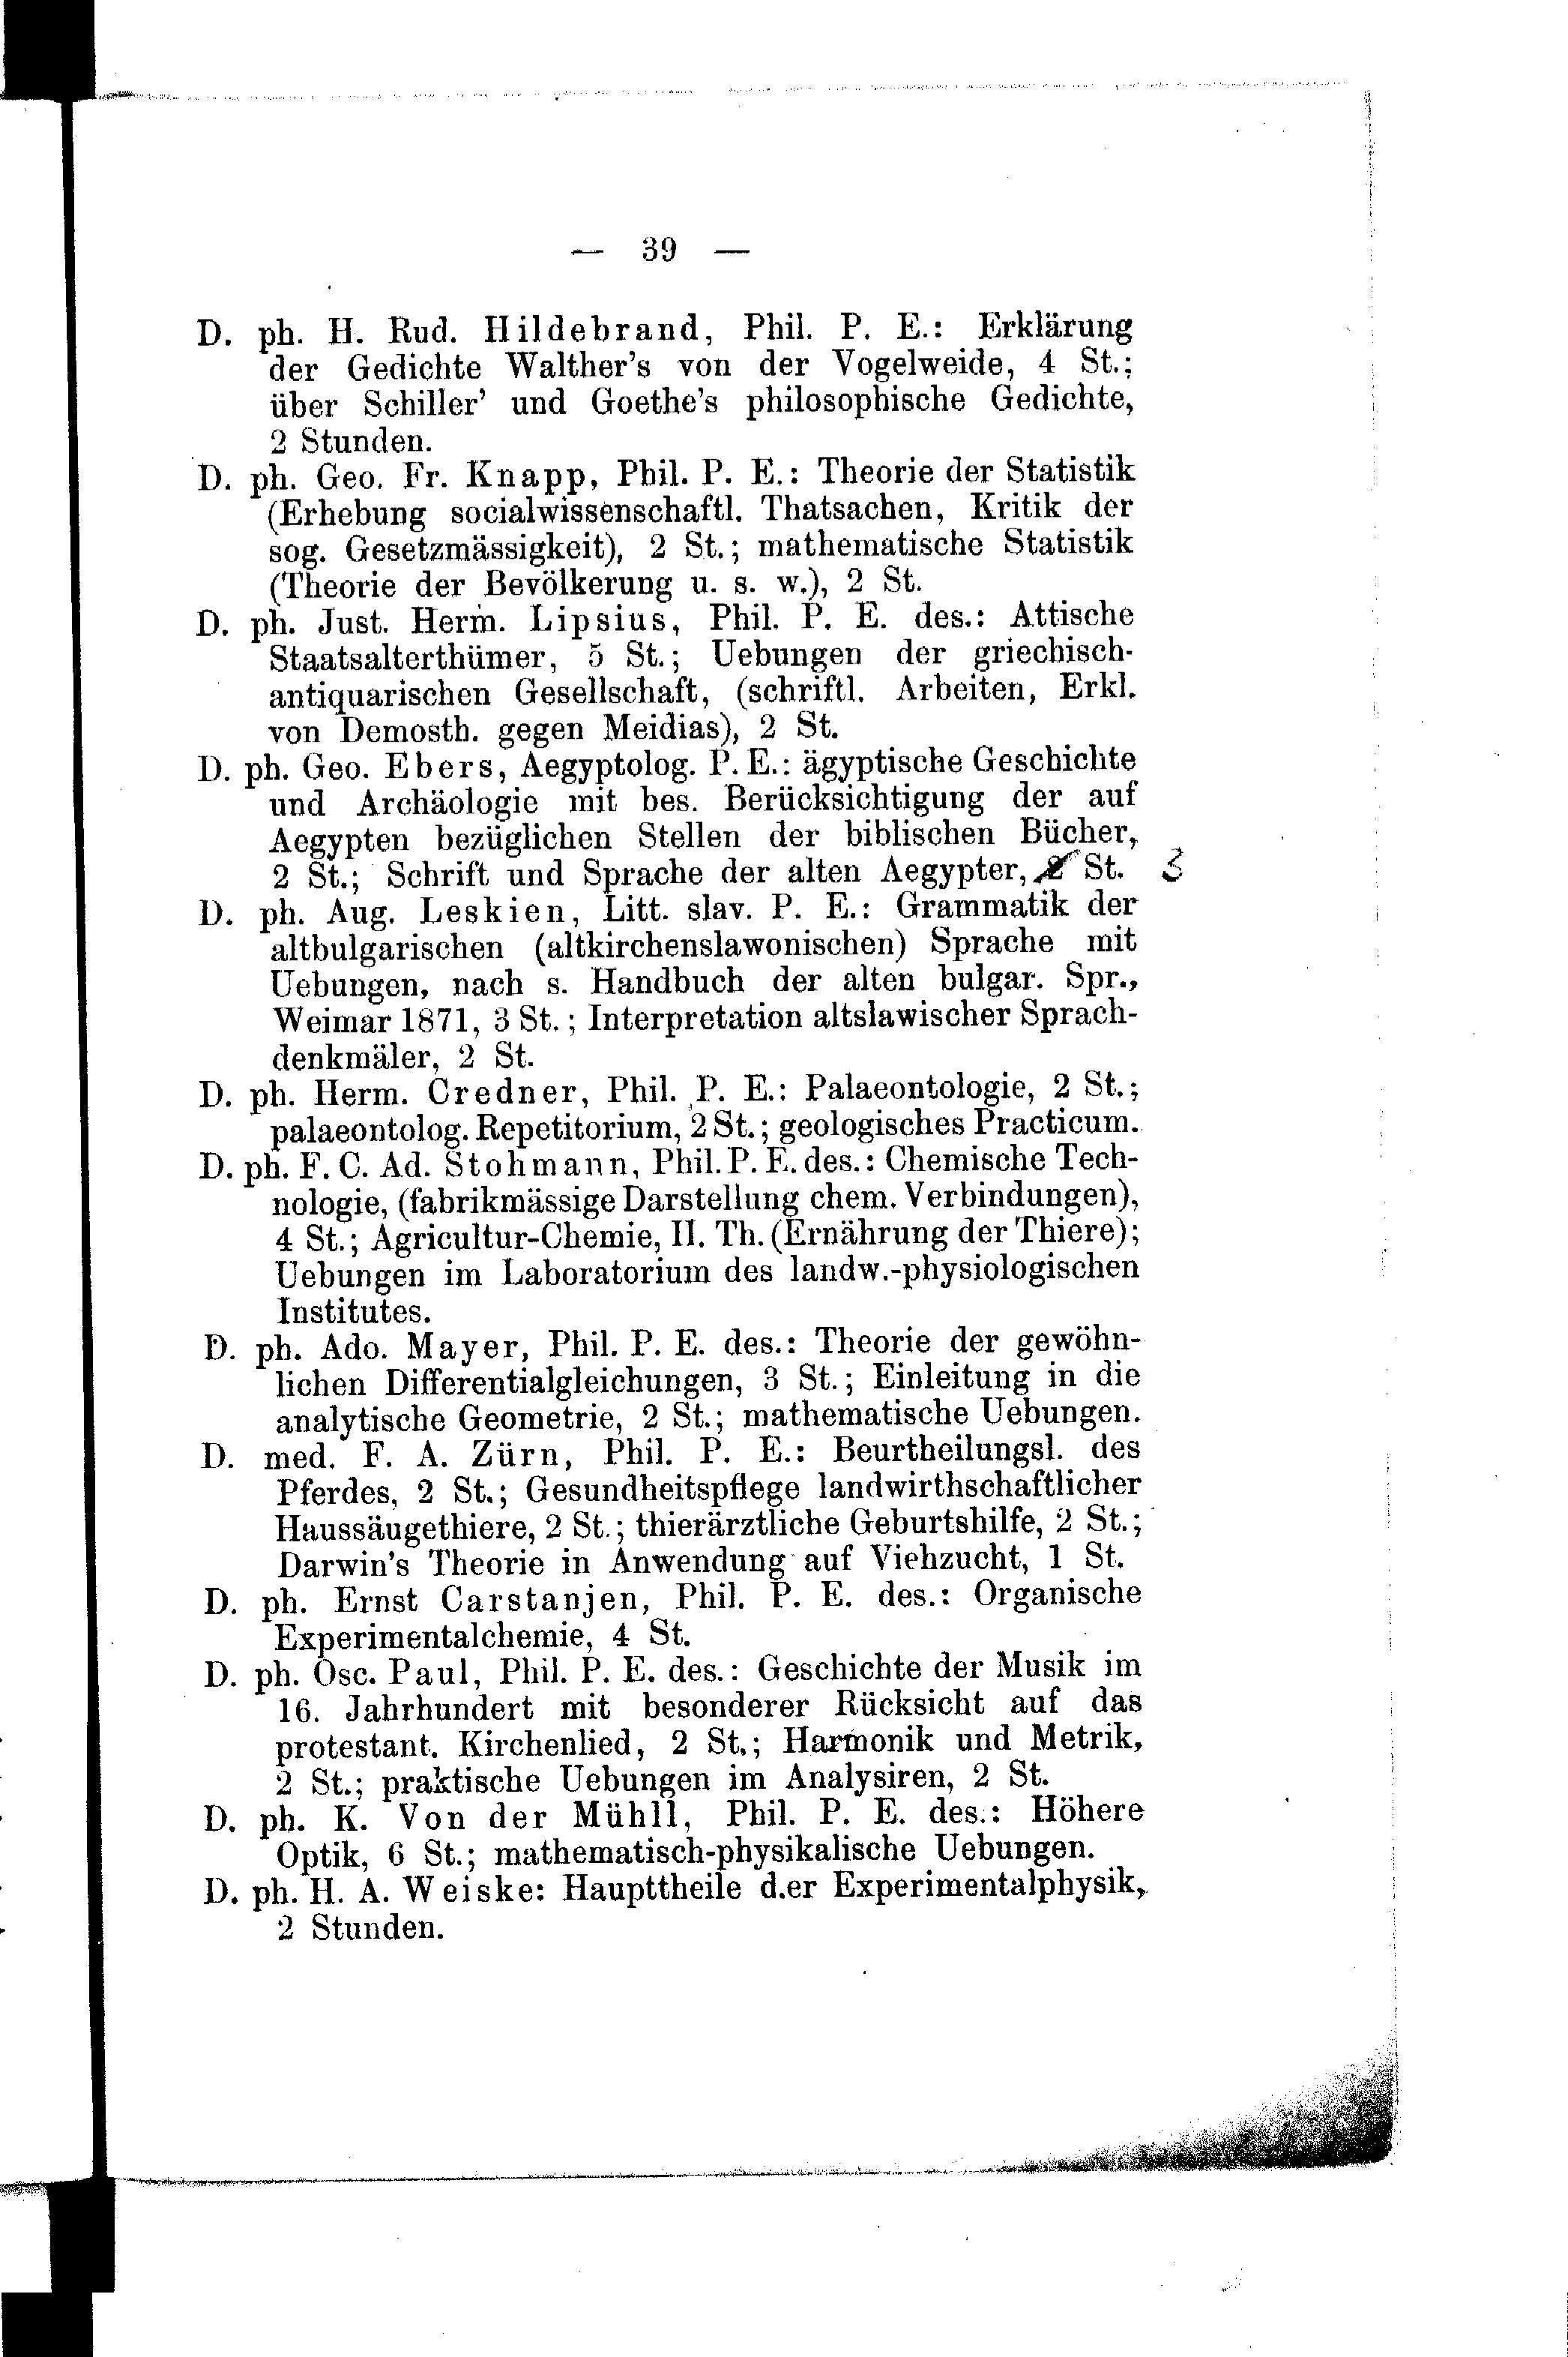 — 39 —
D. ph. H. Rud. Hildebrand, Phil. P. E.: Erklärung
der Gedichte Walther's von der Vogelweide, 4 St.;
über Schiller' und Goethe's philosophische Gedichte,
2 Stunden.
D. ph. Geo. Fr. Knapp, Phil. P. E.: Theorie der Statistik
(Erhebung socialwissenschaftl. Thatsachen, Kritik der
sog. Gesetzmässigkeit), 2 St.; mathematische Statistik
(Theorie der Bevölkerung u. s. w.), 2 St.
D. ph. Just. Herm. Lipsius, Phil. P. E. des.: Attische
Staatsalterthümer, 5 St.; Uebungen der griechisch-
antiquarischen Gesellschaft, (schriftl. Arbeiten, Erkl.
von Demosth. gegen Meidias), 2 St.
D. ph. Geo. Ebers, Aegyptolog. P. E.: ägyptische Geschichte
und Archäologie mit bes. Berücksichtigung der auf
Aegypten bezüglichen Stellen der biblischen Bücher,
2 St.; Schrift und Sprache der alten Aegypter, 2 St. 3
D. ph. Aug. Leskien, Litt. slav. P. E.: Grammatik der
altbulgarischen (altkirchenslawonischen) Sprache mit
Uebungen, nach s. Handbuch der alten bulgar. Spr.,
Weimar 1871, 3 St.; Interpretation altslawischer Sprach-
denkmäler, 2 St.
D. ph. Herm. Credner, Phil. P. E.: Palaeontologie, 2 St.;
palaeontolog. Repetitorium, 2 St.; geologisches Practicum.
D. ph. F. C. Ad. Stohmann, Phil. P. E. des.: Chemische Tech-
nologie, (fabrikmässige Darstellung chem. Verbindungen),
4 St.; Agricultur-Chemie, II. Th. (Ernährung der Thiere);
Uebungen im Laboratorium des landw.-physiologischen
Institutes.
D. ph. Ado. Mayer, Phil. P. E. des.: Theorie der gewöhn-
lichen Differentialgleichungen, 3 St.; Einleitung in die
analytische Geometrie, 2 St.; mathematische Uebungen.
D. med. F. A. Zürn, Phil. P. E.: Beurtheilungsl. des
Pferdes, 2 St.; Gesundheitspflege landwirthschaftlicher
Haussäugethiere, 2 St.; thierärztliche Geburtshilfe, 2 St.;
Darwin's Theorie in Anwendung auf Viehzucht, 1 St.
D. ph. Ernst Carstanjen, Phil. P. E. des.: Organische
Experimentalchemie, 4 St.
D. ph. Osc. Paul, Phil. P. E. des.: Geschichte der Musik im
16. Jahrhundert mit besonderer Rücksicht auf das
protestant. Kirchenlied, 2 St.; Harmonik und Metrik,
2 St.; praktische Uebungen im Analysiren, 2 St.
D. ph. K. Von der Mühll, Phil. P. E. des.: Höhere
Optik, 6 St.; mathematisch-physikalische Uebungen.
D. ph. H. A. Weiske: Haupttheile d.er Experimentalphysik,
2 Stunden.